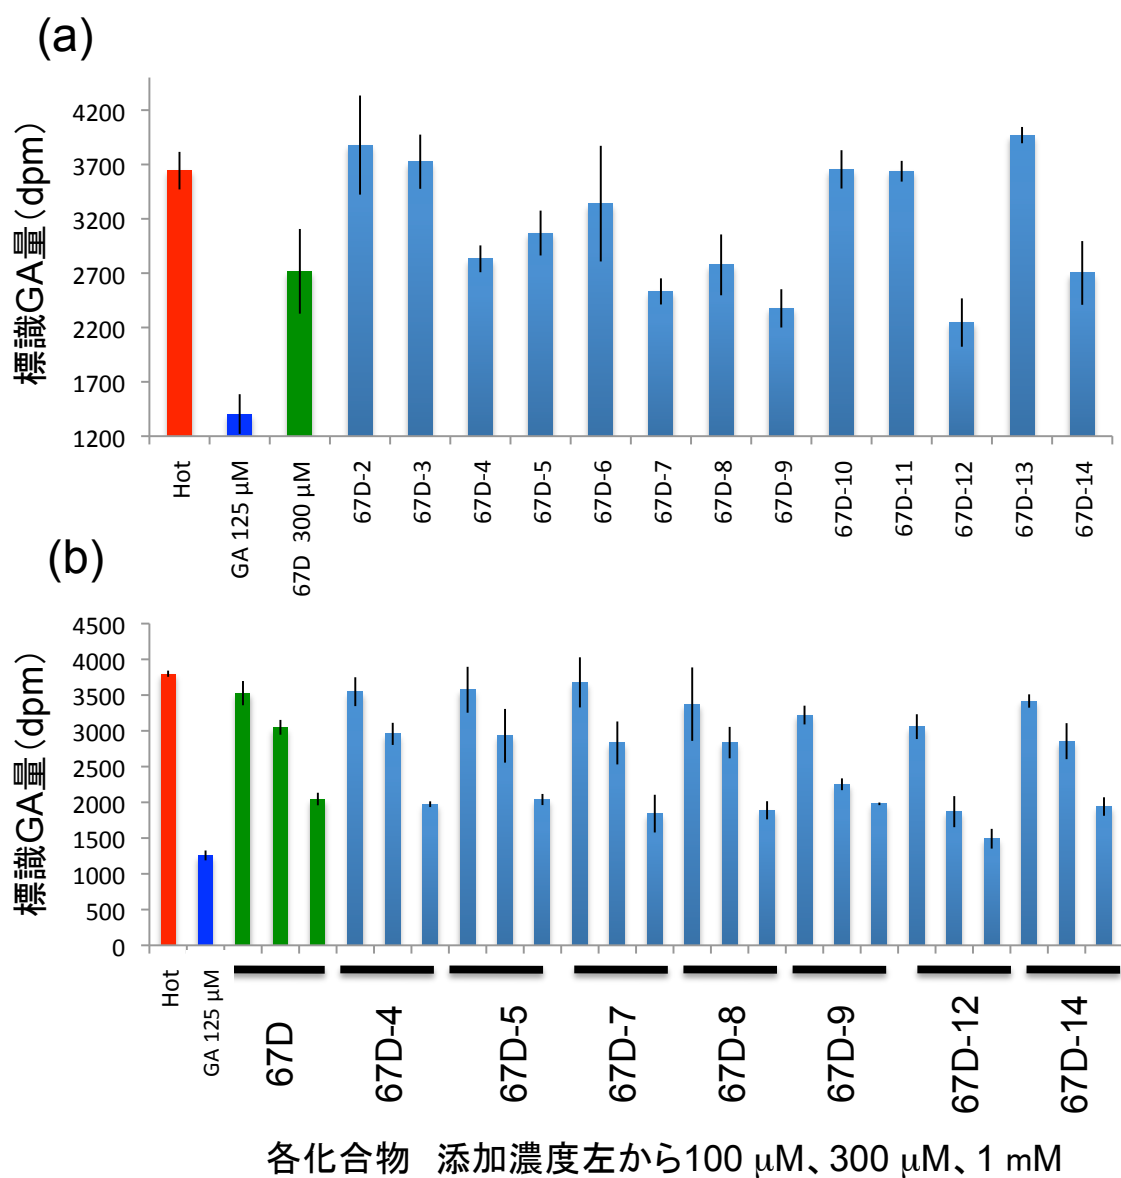 (a)
標識GA量（dpm）
4200
3700
3200
2700
2200
1700
1200
Hot
GA 125 μM
67D 300 μM
67D-2
67D-3
67D-4
67D-5
67D-6
67D-7
67D-8
67D-9
67D-10
67D-11
67D-12
67D-13
67D-14
(b)
標識GA量（dpm）
4500
4000
3500
3000
2500
2000
1500
1000
500
0
Hot
GA 125 μM
67D
67D-4
67D-5
67D-7
67D-8
67D-9
67D-12
67D-14
各化合物　添加濃度左から100 μM、300 μM、1 mM